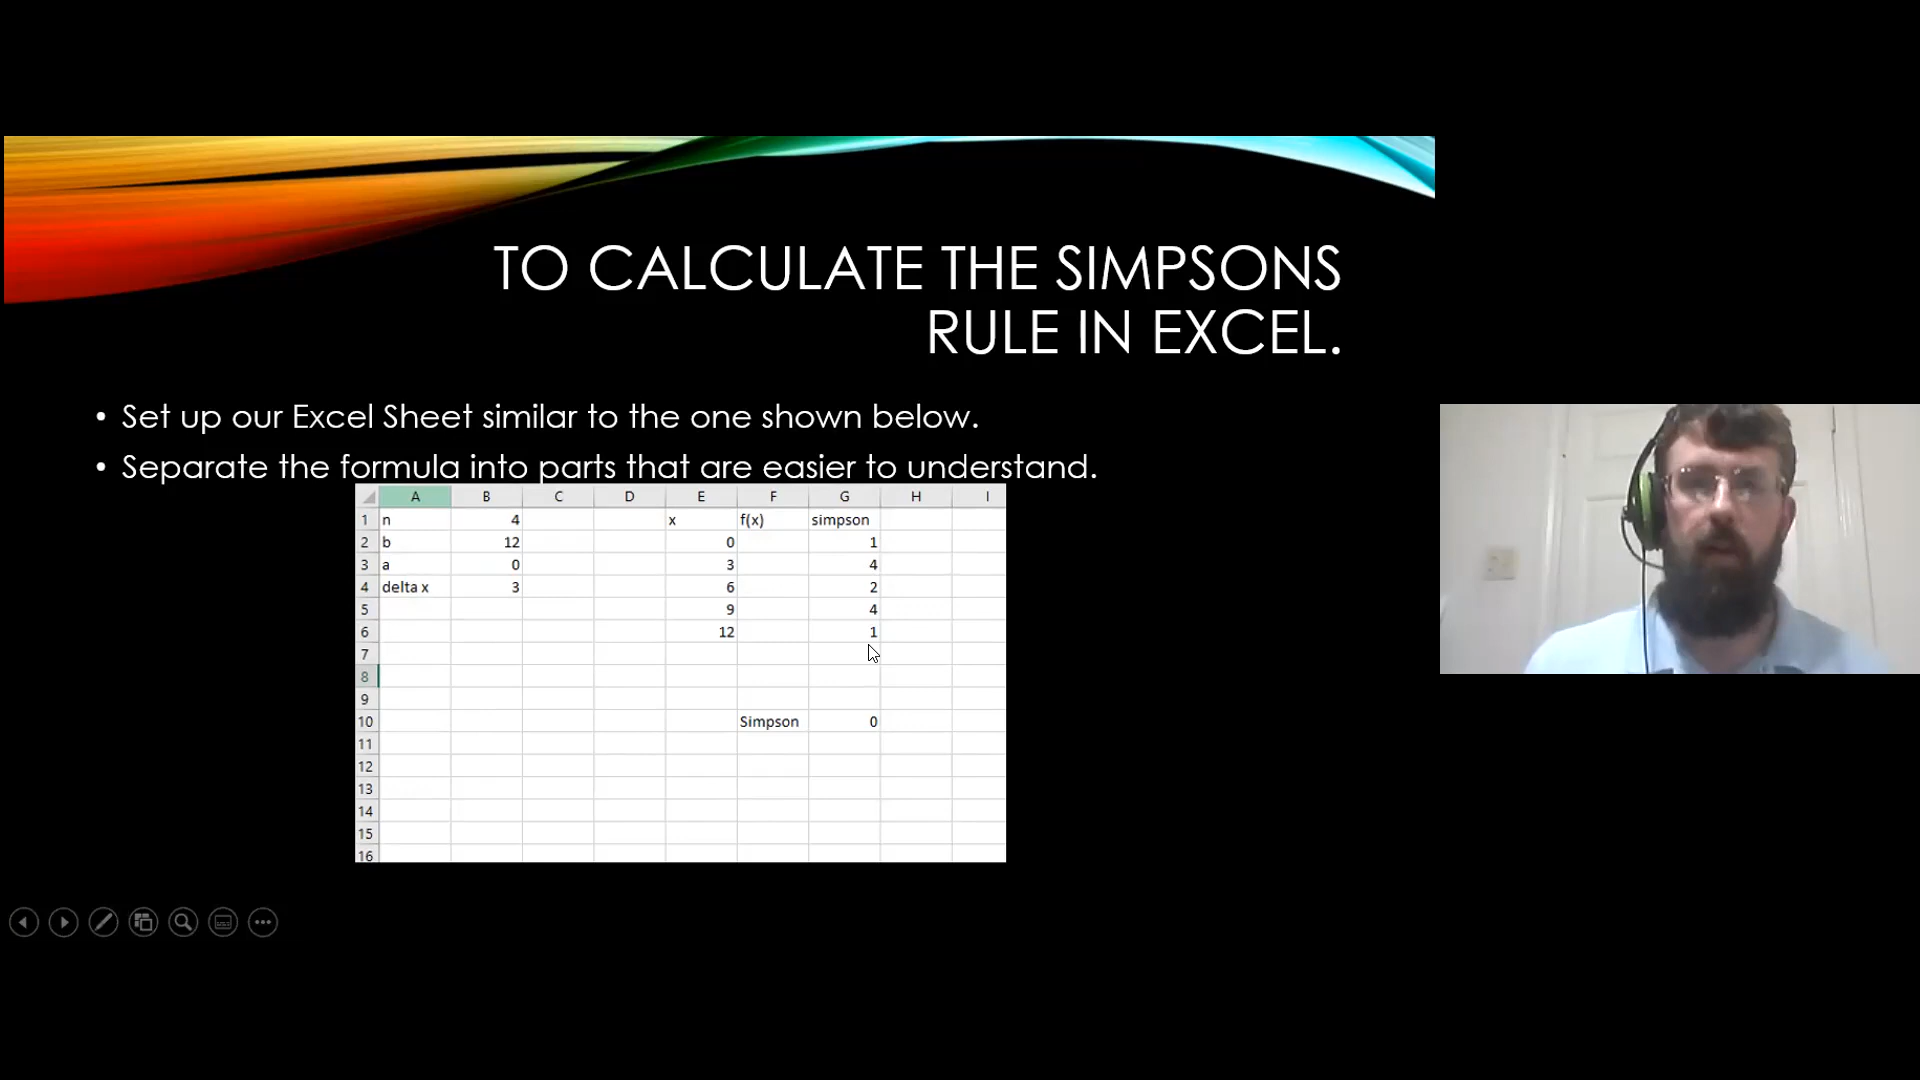 TO CALCULATE THE SIMPSONS
RULE IN EXCEL.
• Set up our Excel Sheet similar to the one shown below.
• Separate the formula into parts that are easier to understand.
A B C D E F G H I
1 n 4 x f(x) simpson
2 b 12 0 1
3 a 0 3 4
4 delta x 3 6 2
5 9 4
6 12 1
7
8
9
10 Simpson 0
11
12
13
14
15
16